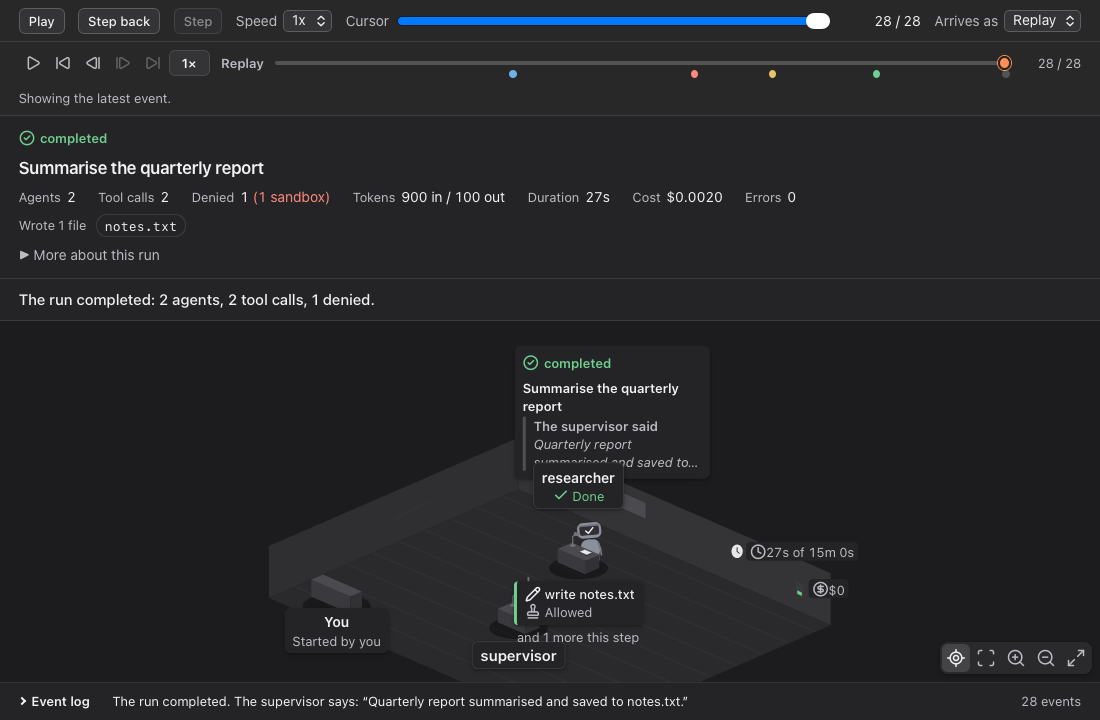 Play Step back Step Speed 1x Cursor 28 / 28 Arrives as Replay
1× Replay 28 / 28
Showing the latest event.
completed
Summarise the quarterly report
Agents 2 Tool calls 2 Denied 1 (1 sandbox) Tokens 900 in / 100 out Duration 27s Cost $0.0020 Errors 0
Wrote 1 file notes.txt
More about this run
The run completed: 2 agents, 2 tool calls, 1 denied.
completed
Summarise the quarterly
report
The supervisor said
Quarterly report
summarised and saved to…
researcher
Done
27s of 15m 0s
$0
write notes.txt
Allowed
and 1 more this step
You
Started by you
supervisor
Event log The run completed. The supervisor says: “Quarterly report summarised and saved to notes.txt.” 28 events